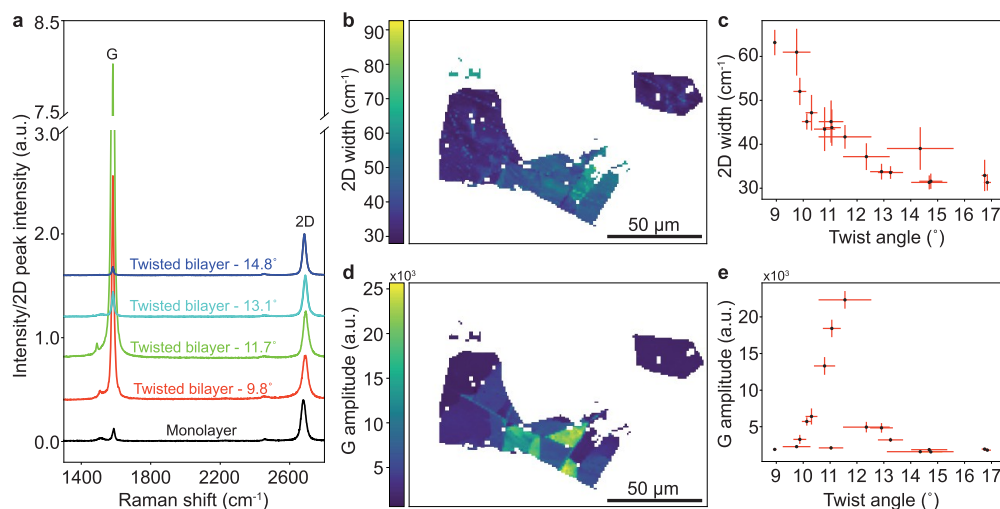 a
8.5
7.5
3.0
2.0
1.0
0.0
Intensity/2D peak intensity (a.u.)
G
2D
Twisted bilayer - 14.8˚
Twisted bilayer - 13.1˚
Twisted bilayer - 11.7˚
Twisted bilayer - 9.8˚
Monolayer
1400 1800 2200 2600
Raman shift (cm-1)
b
90
80
70
60
50
40
30
2D width (cm-1)
50 µm
c
60
50
40
30
2D width (cm-1)
9 10 11 12 13 14 15 16 17
Twist angle (˚)
d
x10³
25
20
15
10
5
G amplitude (a.u.)
50 µm
e
x10³
20
15
10
5
G amplitude (a.u.)
9 10 11 12 13 14 15 16 17
Twist angle (˚)